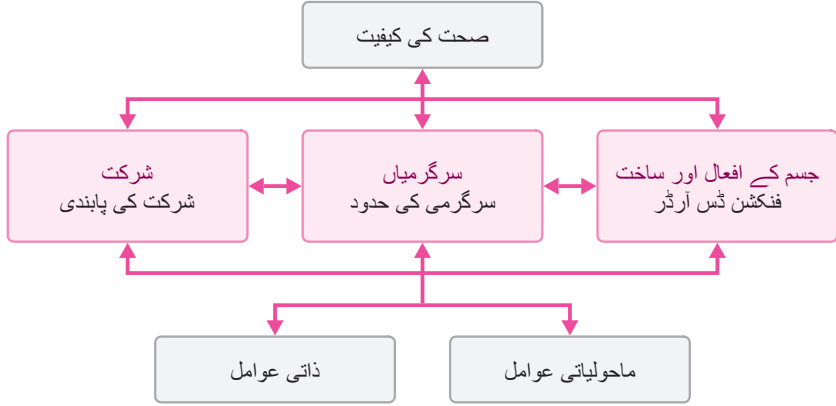 صحت کی کیفیت
جسم کے افعال اور ساخت
فنکشن ڈس آرڈر
سرگرمیاں
سرگرمی کی حدود
شرکت
شرکت کی پابندی
ماحولیاتی عوامل
ذاتی عوامل